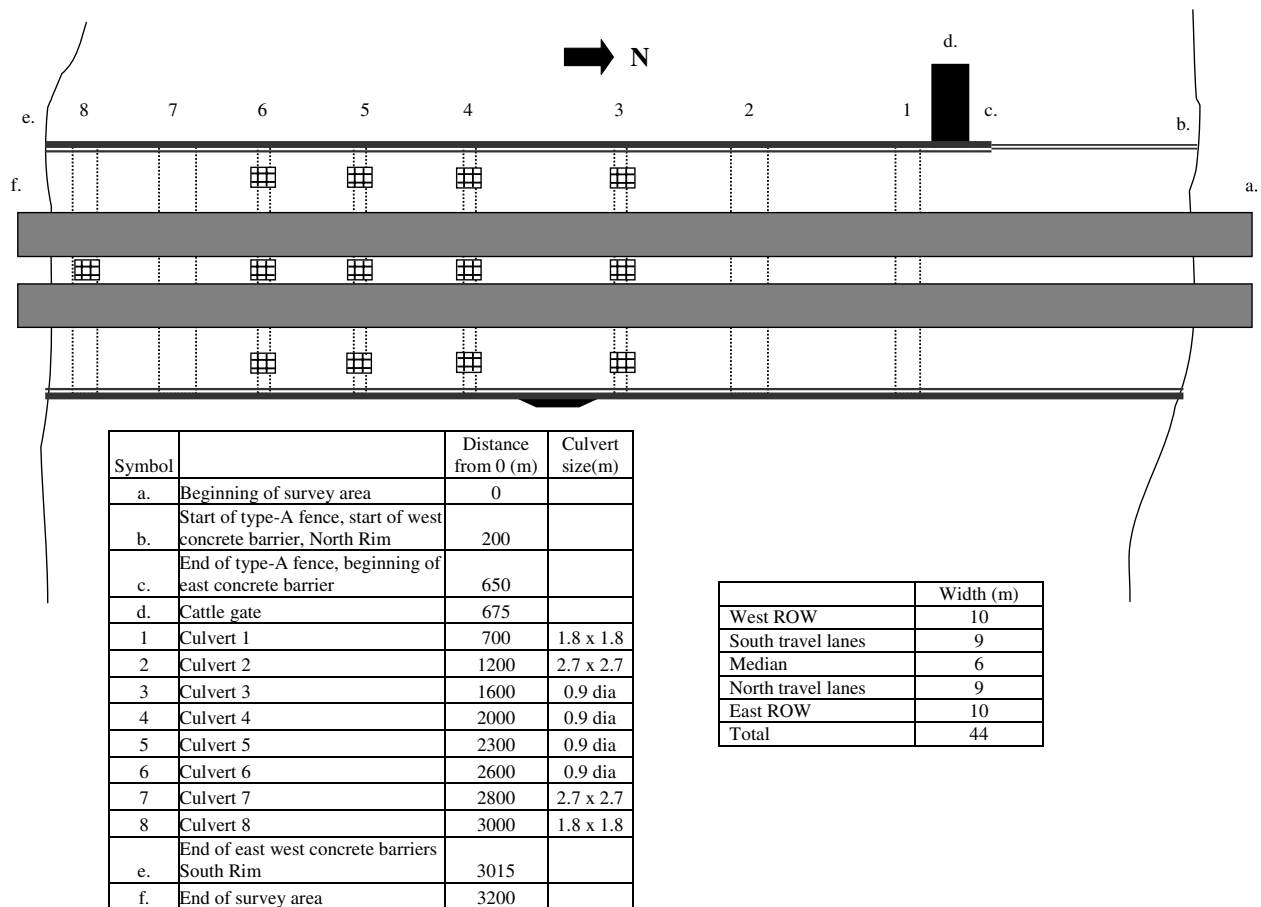 d.
N
8 7 6 5 4 3 2 1 c.
b.
e.
f.
a.
Distance Culvert
Symbol from 0 (m) size(m)
a. Beginning of survey area 0
Start of type-A fence, start of west
b. concrete barrier, North Rim 200
End of type-A fence, beginning of
c. east concrete barrier 650
d. Cattle gate 675
1 Culvert 1 700 1.8 x 1.8
2 Culvert 2 1200 2.7 x 2.7
3 Culvert 3 1600 0.9 dia
4 Culvert 4 2000 0.9 dia
5 Culvert 5 2300 0.9 dia
6 Culvert 6 2600 0.9 dia
7 Culvert 7 2800 2.7 x 2.7
8 Culvert 8 3000 1.8 x 1.8
End of east west concrete barriers
e. South Rim 3015
f. End of survey area 3200
Width (m)
West ROW 10
South travel lanes 9
Median 6
North travel lanes 9
East ROW 10
Total 44